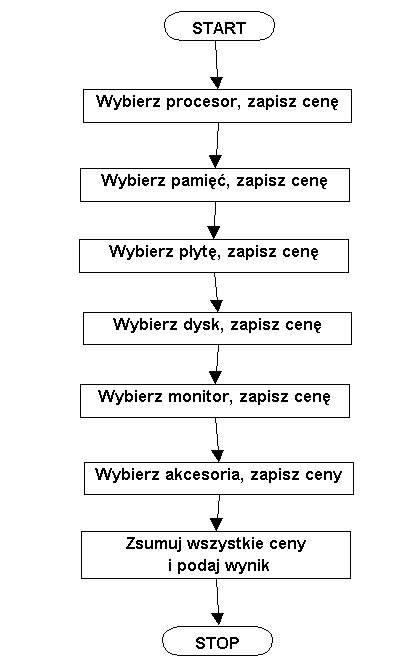 START
Wybierz procesor, zapisz cenę
Wybierz pamięć, zapisz cenę
Wybierz płytę, zapisz cenę
Wybierz dysk, zapisz cenę
Wybierz monitor, zapisz cenę
Wybierz akcesoria, zapisz ceny
Zsumuj wszystkie ceny
i podaj wynik
STOP